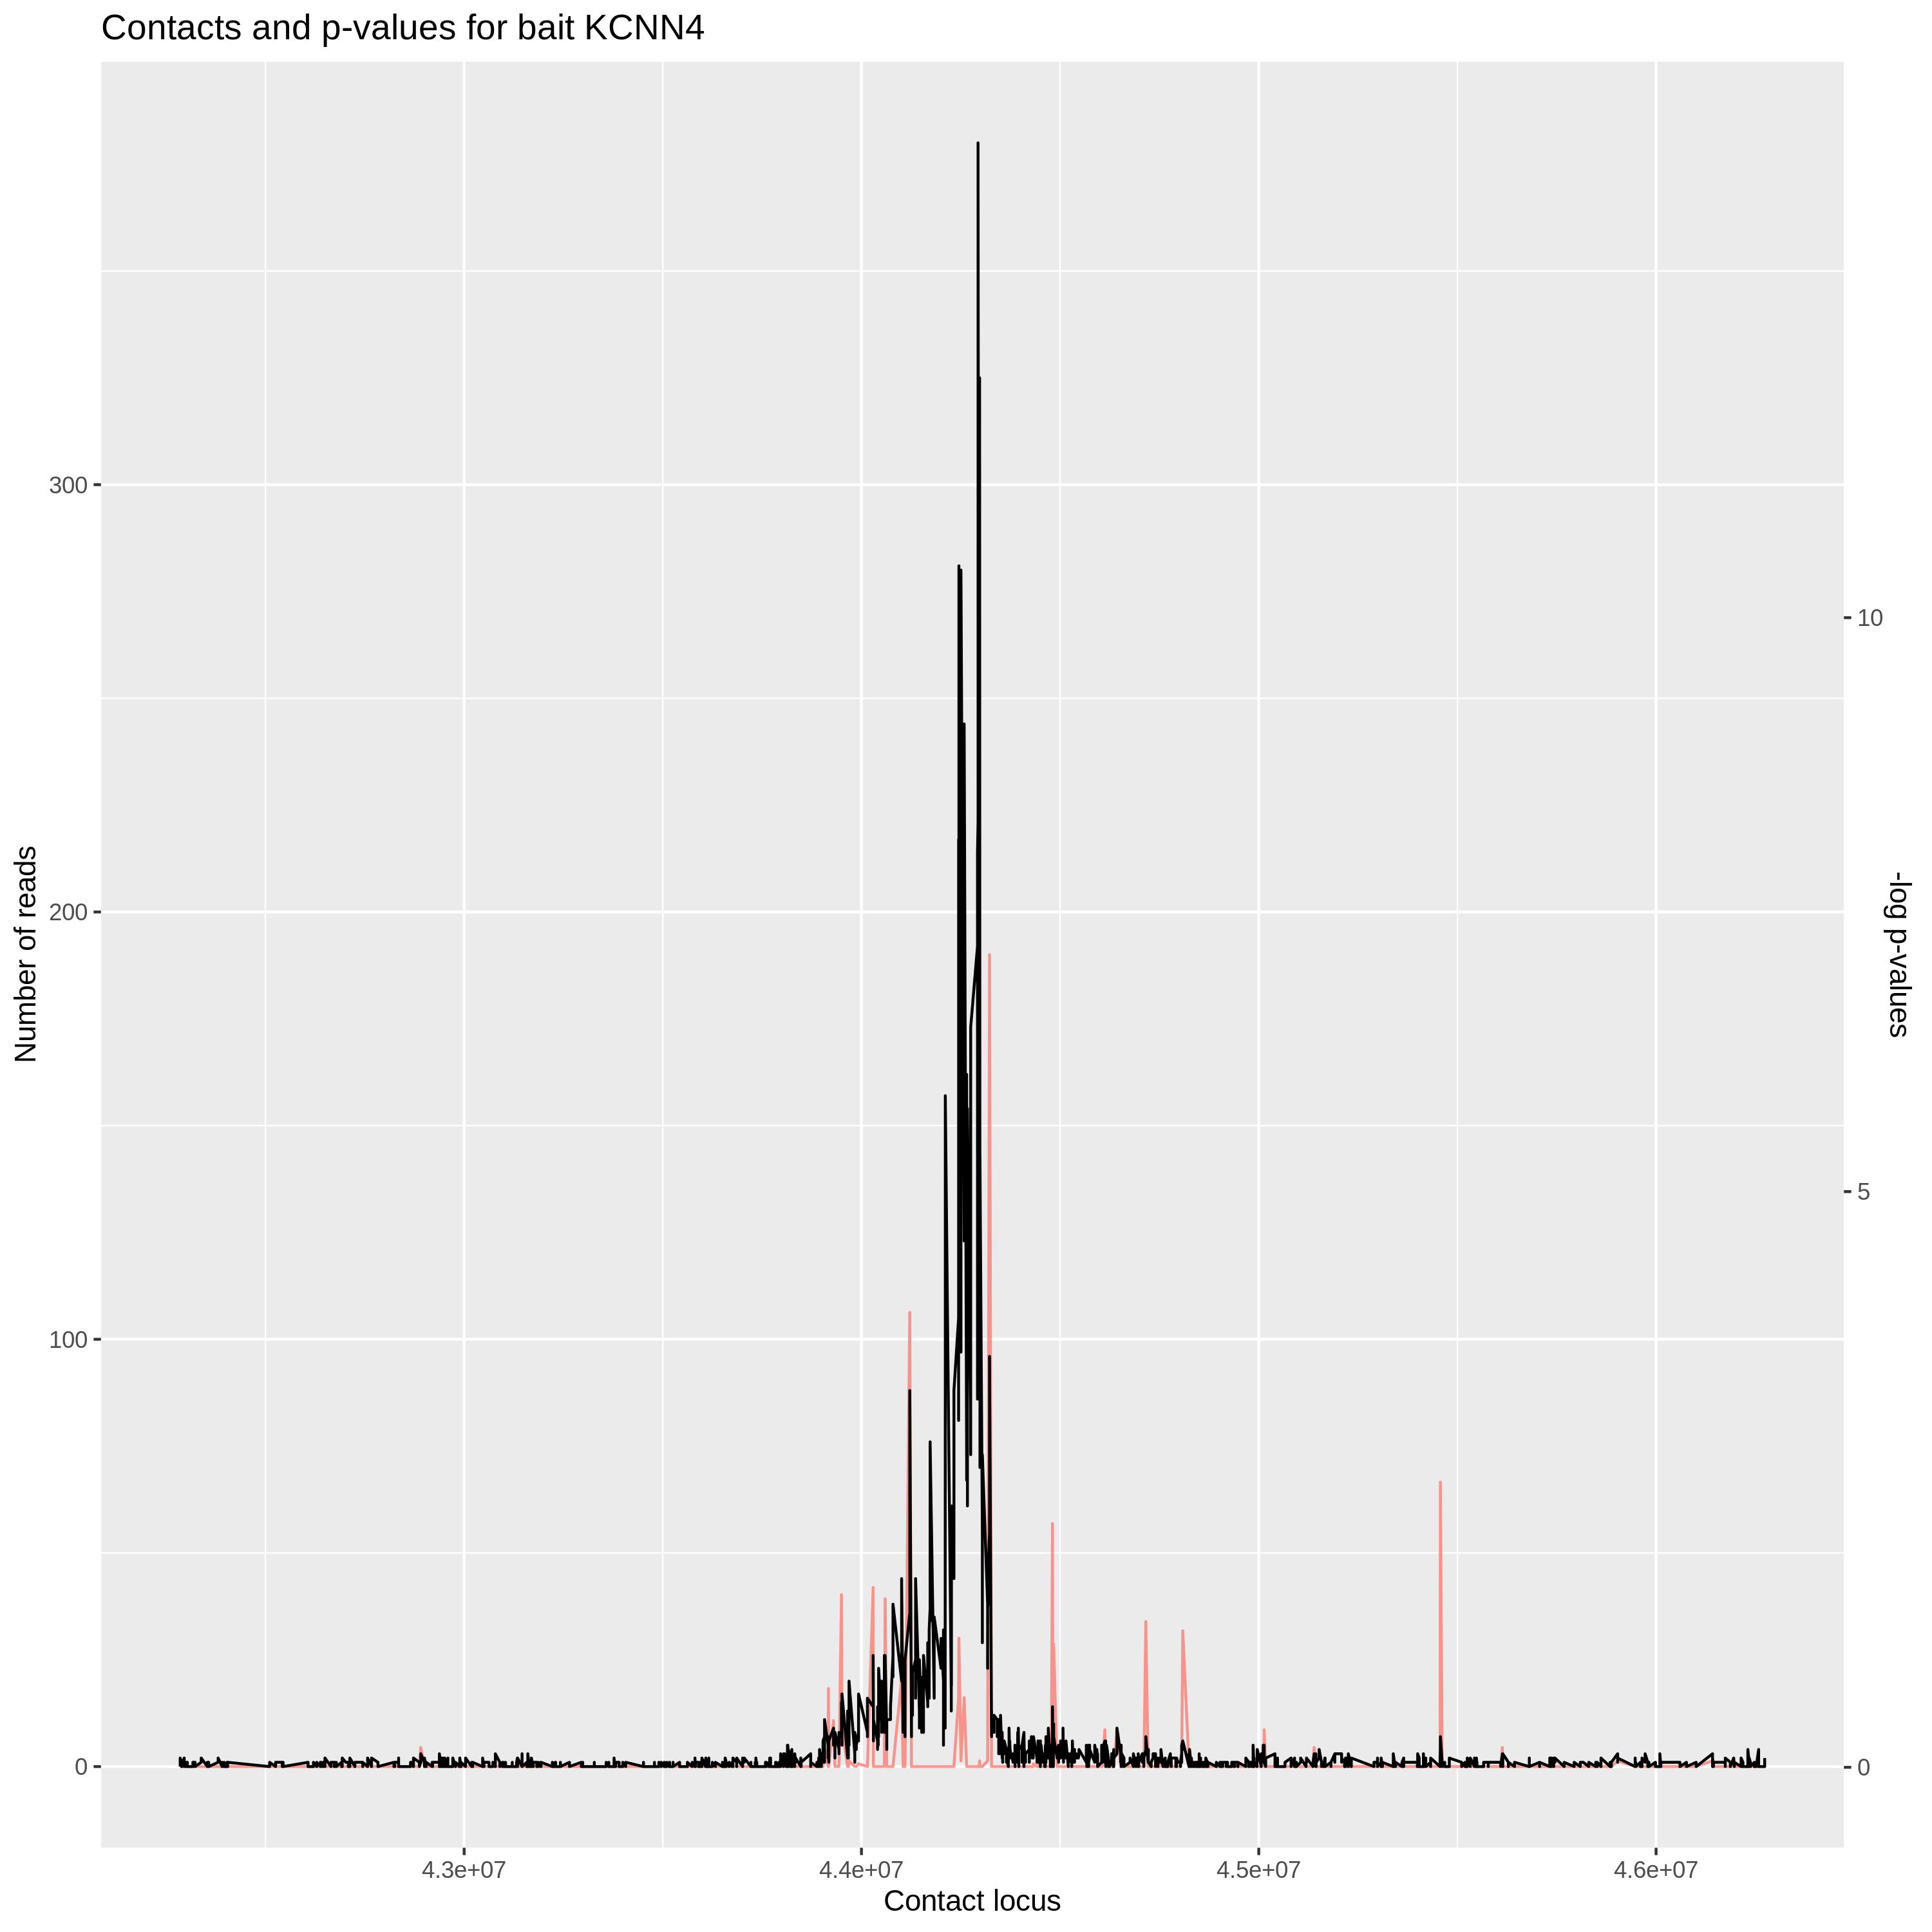 Contacts and p-values for bait KCNN4
Number of reads
300
200
100
0
10
5
0
-log p-values
4.3e+07
4.4e+07
4.5e+07
4.6e+07
Contact locus